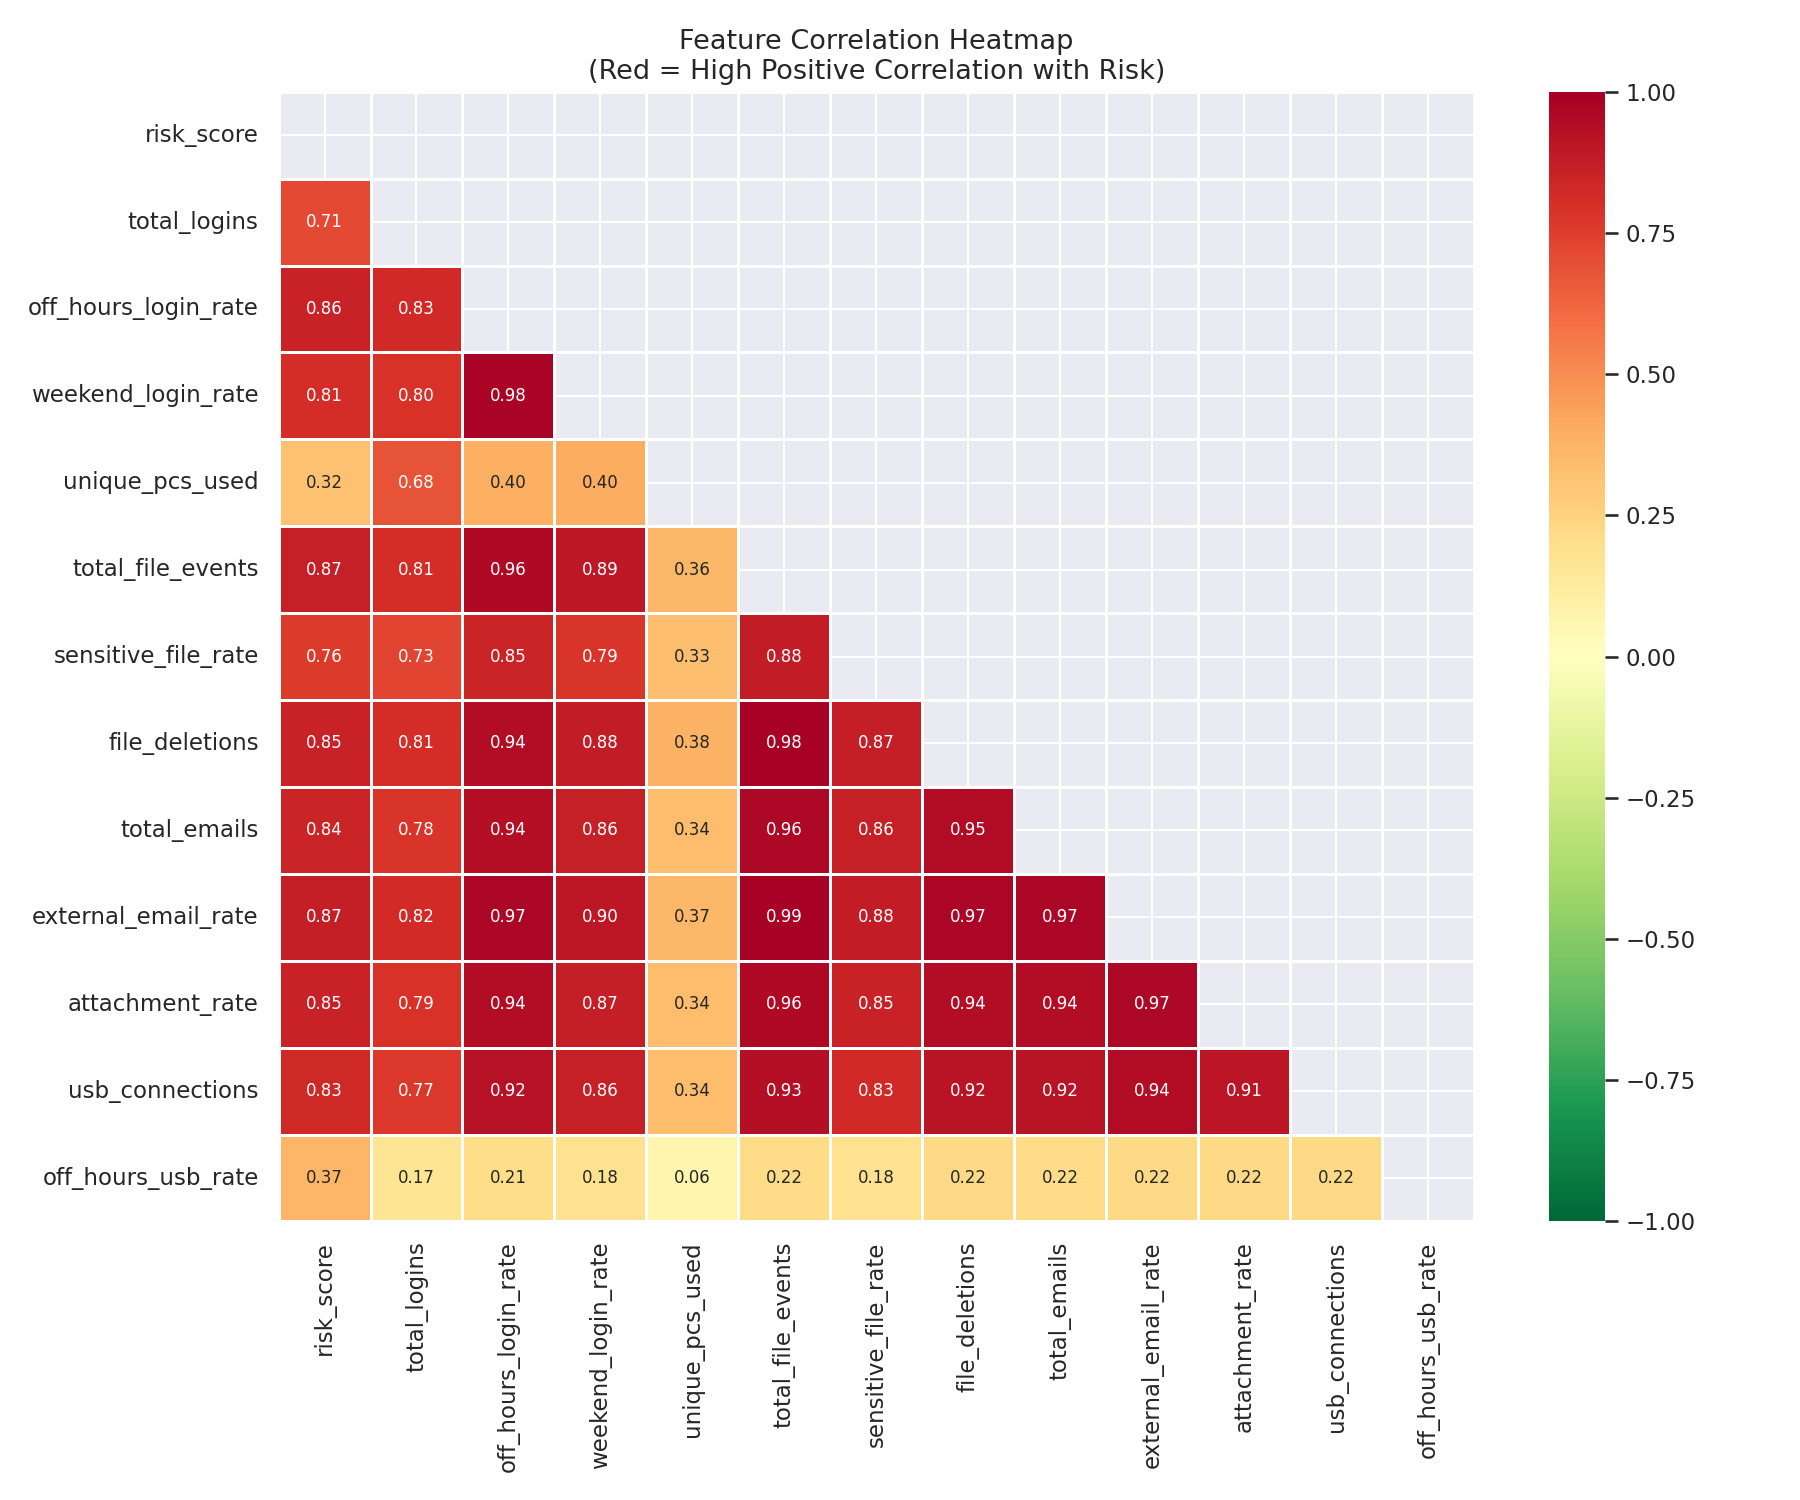 Feature Correlation Heatmap
(Red = High Positive Correlation with Risk)
risk_score
total_logins 0.71
off_hours_login_rate 0.86 0.83
weekend_login_rate 0.81 0.80 0.98
unique_pcs_used 0.32 0.68 0.40 0.40
total_file_events 0.87 0.81 0.96 0.89 0.36
sensitive_file_rate 0.76 0.73 0.85 0.79 0.33 0.88
file_deletions 0.85 0.81 0.94 0.88 0.38 0.98 0.87
total_emails 0.84 0.78 0.94 0.86 0.34 0.96 0.86 0.95
external_email_rate 0.87 0.82 0.97 0.90 0.37 0.99 0.88 0.97 0.97
attachment_rate 0.85 0.79 0.94 0.87 0.34 0.96 0.85 0.94 0.94 0.97
usb_connections 0.83 0.77 0.92 0.86 0.34 0.93 0.83 0.92 0.92 0.94 0.91
off_hours_usb_rate 0.37 0.17 0.21 0.18 0.06 0.22 0.18 0.22 0.22 0.22 0.22 0.22
risk_score
total_logins
off_hours_login_rate
weekend_login_rate
unique_pcs_used
total_file_events
sensitive_file_rate
file_deletions
total_emails
external_email_rate
attachment_rate
usb_connections
off_hours_usb_rate
1.00
0.75
0.50
0.25
0.00
−0.25
−0.50
−0.75
−1.00